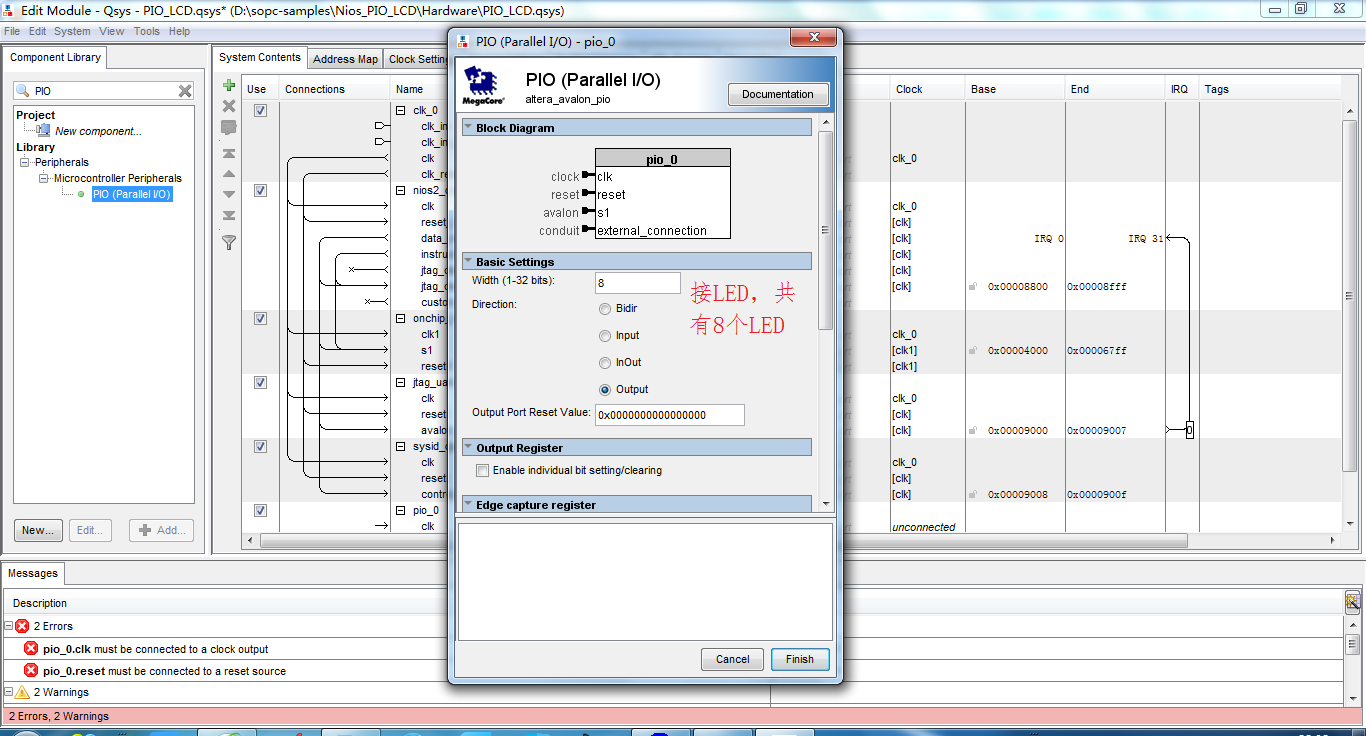 Edit Module - Qsys - PIO_LCD.qsys* (D:\sopc-samples\Nios_PIO_LCD\Hardware\PIO_LCD.qsys)
File Edit System View Tools Help
Component Library
PIO
Project
New component...
Library
Peripherals
Microcontroller Peripherals
PIO (Parallel I/O)
New... Edit... Add...
System Contents Address Map Clock Settin
Use Connections Name Clock Base End IRQ Tags
clk_0
clk_in
clk_in
clk clk_0
clk_re
nios2_
clk clk_0
reset [clk]
data_ [clk] IRQ 0 IRQ 31
instru [clk]
jtag_ [clk]
jtag_ [clk] 0x00008800 0x00008fff
custo
onchip_
clk1 clk_0
s1 [clk1] 0x00004000 0x000067ff
reset [clk1]
jtag_ua
clk clk_0
reset [clk]
avalo [clk] 0x00009000 0x00009007
sysid_
clk clk_0
reset [clk]
contr [clk] 0x00009008 0x0000900f
pio_0
clk unconnected
PIO (Parallel I/O) - pio_0
MegaCore
PIO (Parallel I/O)
altera_avalon_pio
Documentation
Block Diagram
pio_0
clock clk
reset reset
avalon s1
conduit external_connection
Basic Settings
Width (1-32 bits): 8
Direction:
Bidir
Input
InOut
Output
接LED，共
有8个LED
Output Port Reset Value: 0x0000000000000000
Output Register
Enable individual bit setting/clearing
Edge capture register
Cancel Finish
Messages
Description
2 Errors
pio_0.clk must be connected to a clock output
pio_0.reset must be connected to a reset source
2 Warnings
2 Errors, 2 Warnings